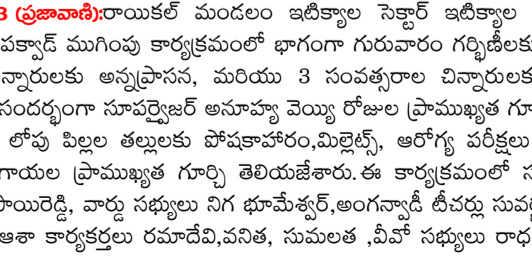 3 (ప్రజావాణి):రాయికల్ మండలం ఇటిక్యాల సెక్టార్ ఇటిక్యాల
పక్వాడ్ ముగింపు కార్యక్రమంలో భాగంగా గురువారం గర్భిణీలకు
న్నారులకు అన్నప్రాసన, మరియు 3 సంవత్సరాల చిన్నారులక
సందర్భంగా సూపర్వైజర్ అనూహ్య వెయ్యి రోజుల ప్రాముఖ్యత గూ
లోపు పిల్లల తల్లులకు పోషకాహారం,మిల్లెట్స్, ఆరోగ్య పరీక్షలు
గాయల ప్రాముఖ్యత గూర్చి తెలియజేశారు.ఈ కార్యక్రమంలో స
సాయిరెడ్డి, వార్డు సభ్యులు నిగ భూమేశ్వర్,అంగన్వాడీ టీచర్లు సువర్
ఆశా కార్యకర్తలు రమాదేవి,వనిత, సుమలత ,వీవో సభ్యులు రాధ